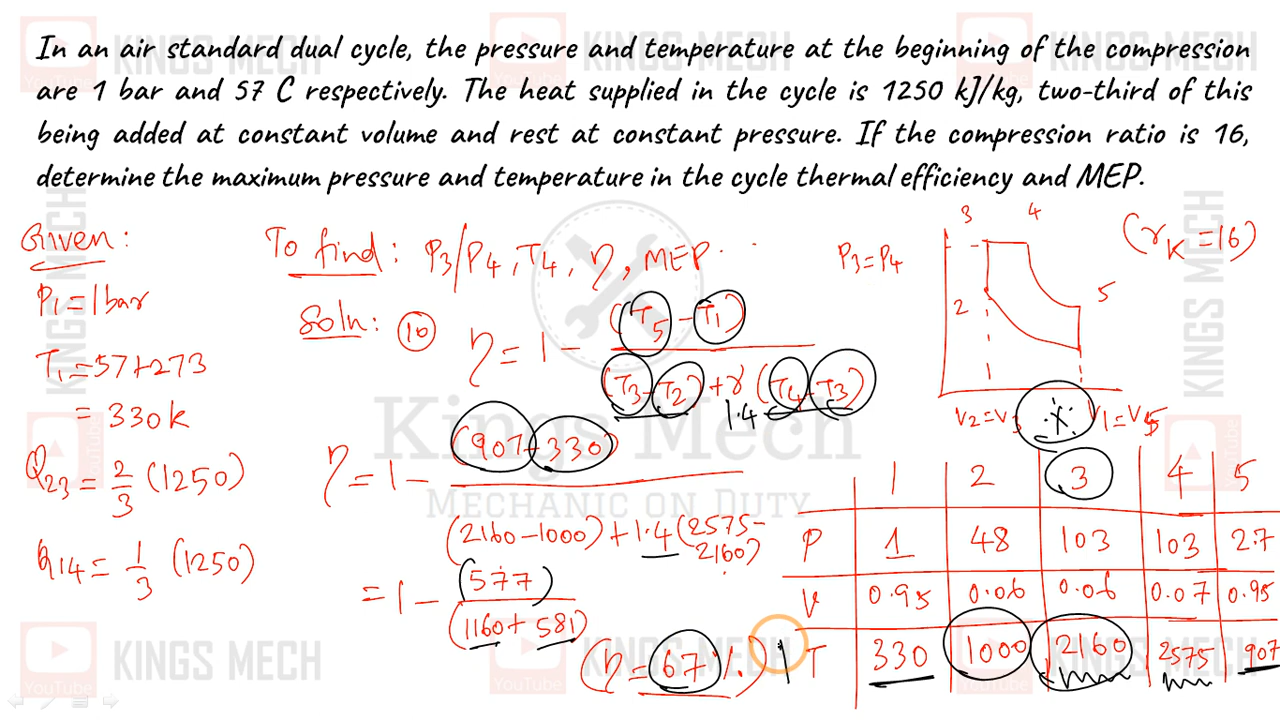 In an air standard dual cycle, the pressure and temperature at the beginning of the compression
are 1 bar and 57 C respectively. The heat supplied in the cycle is 1250 kJ/kg, two-third of this
being added at constant volume and rest at constant pressure. If the compression ratio is 16,
determine the maximum pressure and temperature in the cycle thermal efficiency and MEP.
Given:
P1 = 1 bar
T1 = 57+273
= 330 k
Q23 = 2/3 (1250)
Q14 = 1/3 (1250)
To find: P3/P4, T4, η, MEP.
Soln: 10
η = 1 - (T5 - T1) / (T3 - T2) + γ (T4 - T3)
1.4
η = 1 - (907 - 330) / (2160 - 1000) + 1.4 (2575 - 2160)
= 1 - (577) / (1160 + 581)
(η = 67 %)
P3 = P4
3 4
2 5
V2 = V3 V1 = V5
(rK = 16)
1 2 3 4 5
P 1 48 103 103 2.7
V 0.95 0.06 0.06 0.07 0.95
T 330 1000 2160 2575 907
Kings Mech
MECHANIC ON DUTY
KINGS MECH
YouTube